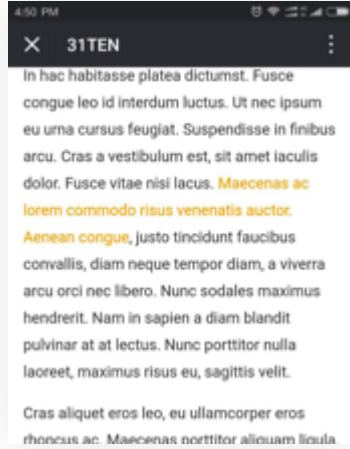 4:50 PM
31TEN
In hac habitasse platea dictumst. Fusce
congue leo id interdum luctus. Ut nec ipsum
eu urna cursus feugiat. Suspendisse in finibus
arcu. Cras a vestibulum est, sit amet iaculis
dolor. Fusce vitae nisi lacus. Maecenas ac
lorem commodo risus venenatis auctor.
Aenean congue, justo tincidunt faucibus
convallis, diam neque tempor diam, a viverra
arcu orci nec libero. Nunc sodales maximus
hendrerit. Nam in sapien a diam blandit
pulvinar at at lectus. Nunc porttitor nulla
laoreet, maximus risus eu, sagittis velit.
Cras aliquet eros leo, eu ullamcorper eros
rhoncus ac. Maecenas porttitor aliquam ligula,